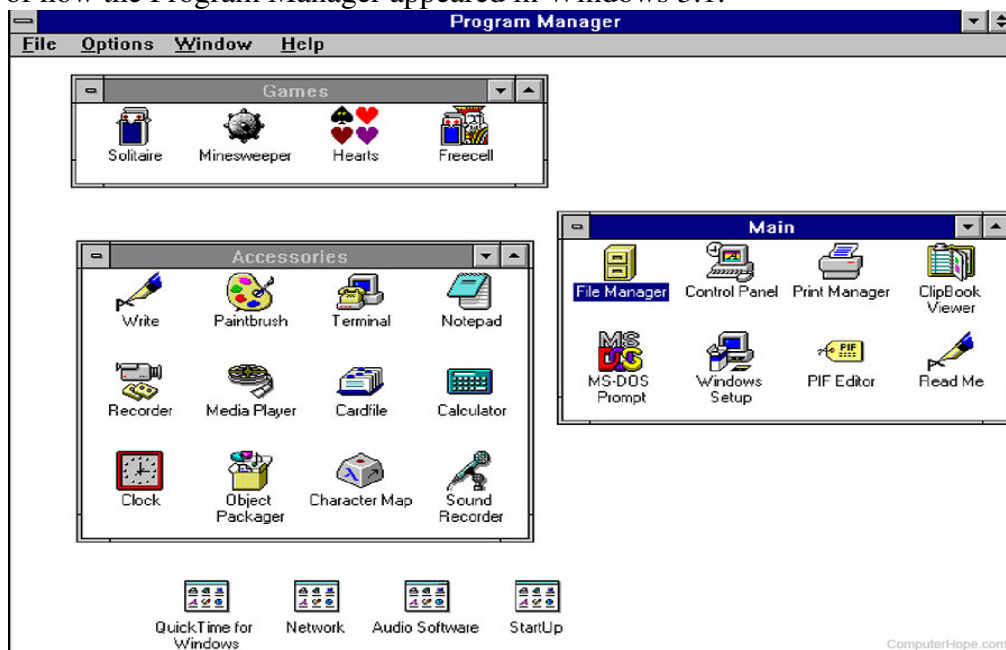 of how the Program Manager appeared in Windows 3.1.
Program Manager
File Options Window Help
Games
Solitaire Minesweeper Hearts Freecell
Main
File Manager Control Panel Print Manager ClipBook
Viewer
MS-DOS
Prompt Windows
Setup PIF Editor Read Me
Accessories
Write Paintbrush Terminal Notepad
Recorder Media Player Cardfile Calculator
Clock Object
Packager Character Map Sound
Recorder
QuickTime for
Windows Network Audio Software StartUp
MS
DOS
PIF
ComputerHope.com